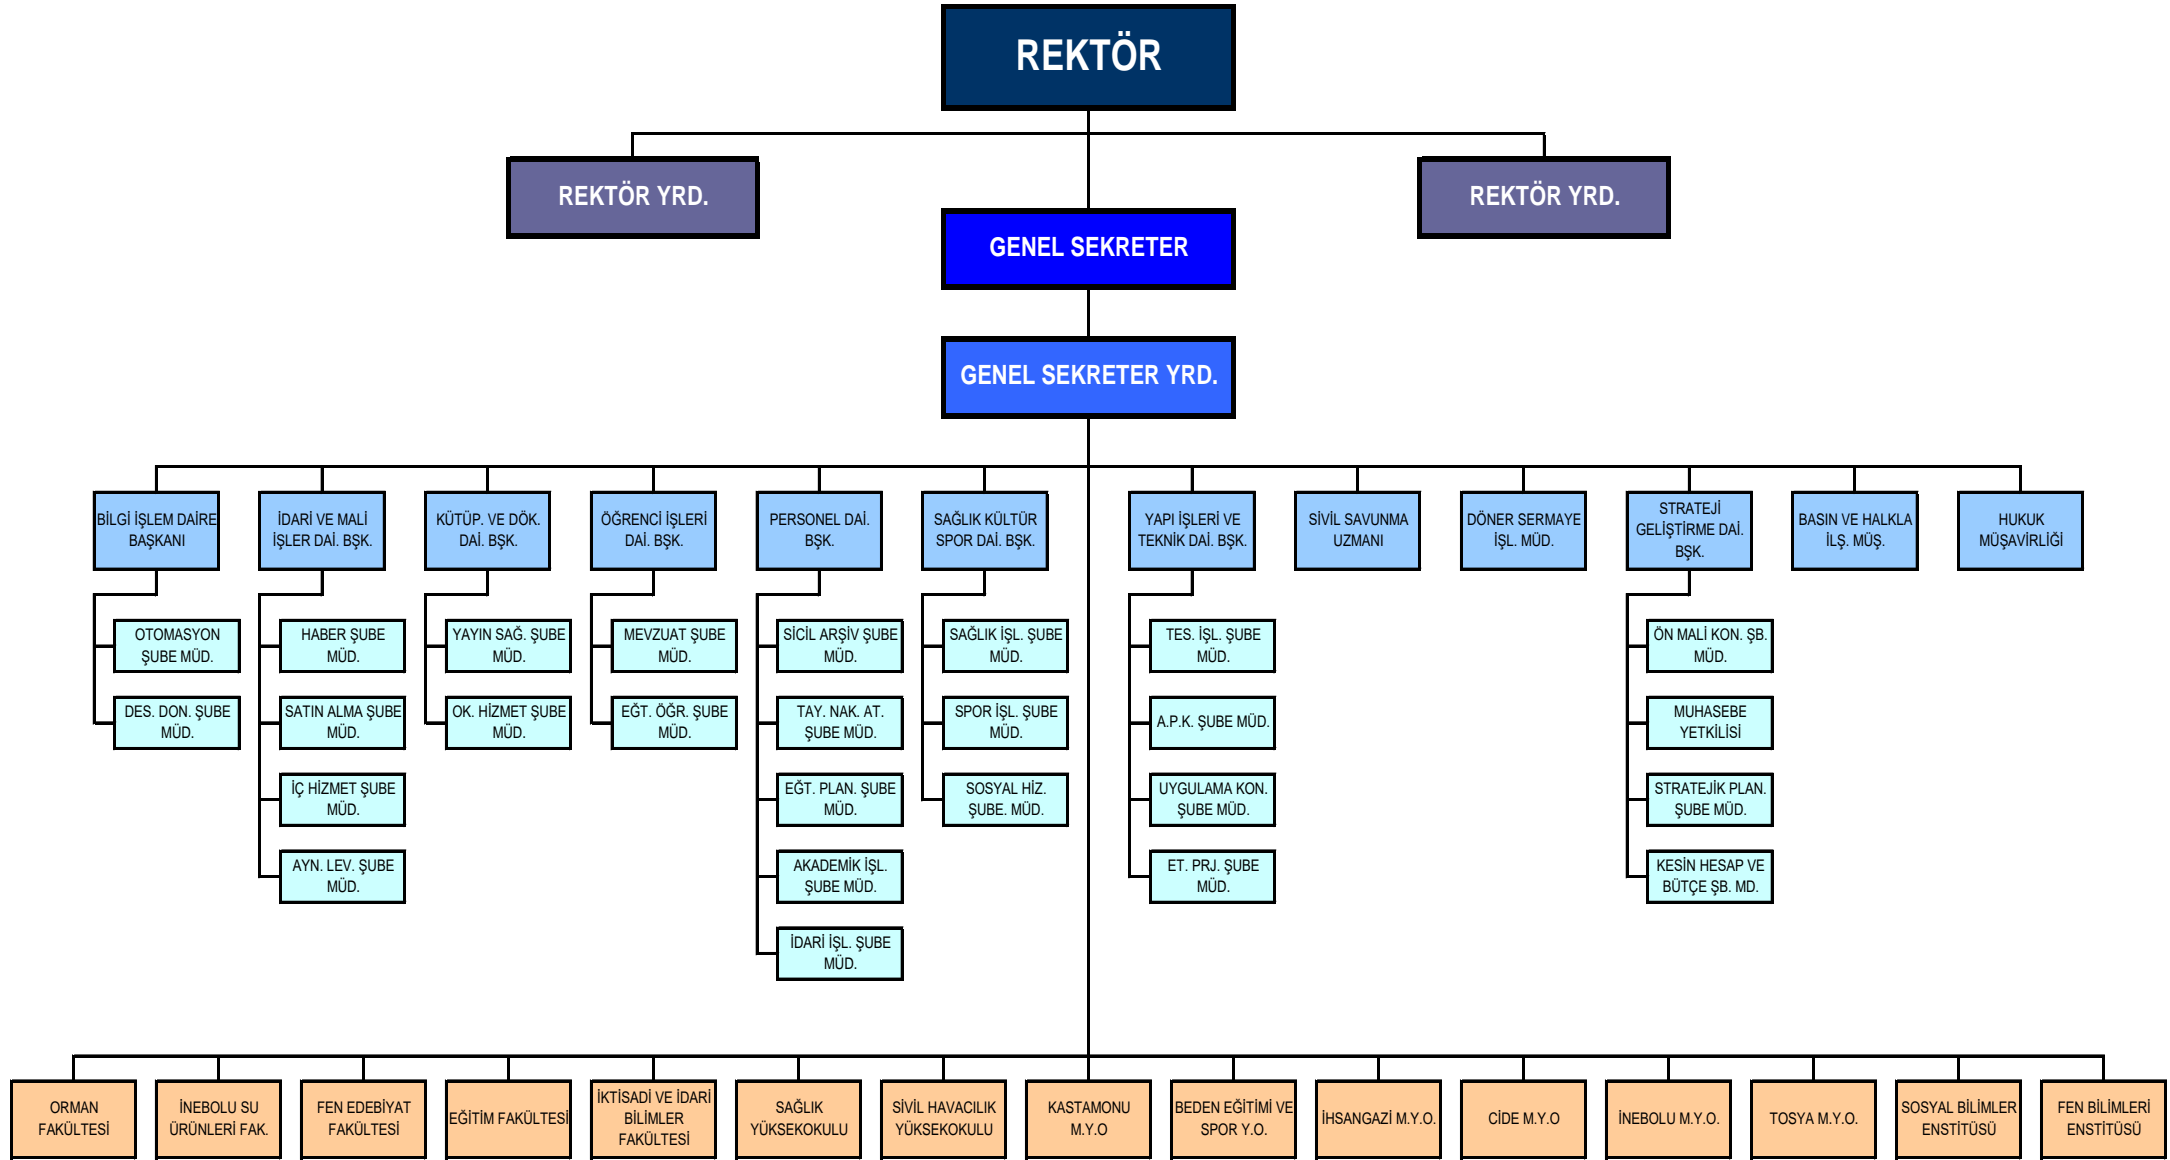 REKTÖR
REKTÖR YRD.
REKTÖR YRD.
GENEL SEKRETER
GENEL SEKRETER YRD.
BİLGİ İŞLEM DAİRE
BAŞKANI
İDARİ VE MALİ
İŞLER DAİ. BŞK.
KÜTÜP. VE DÖK.
DAİ. BŞK.
ÖĞRENCİ İŞLERİ
DAİ. BŞK.
PERSONEL DAİ.
BŞK.
SAĞLIK KÜLTÜR
SPOR DAİ. BŞK.
YAPI İŞLERİ VE
TEKNİK DAİ. BŞK.
SİVİL SAVUNMA
UZMANI
DÖNER SERMAYE
İŞL. MÜD.
STRATEJİ
GELİŞTİRME DAİ.
BŞK.
BASIN VE HALKLA
İLŞ. MÜŞ.
HUKUK
MÜŞAVİRLİĞİ
OTOMASYON
ŞUBE MÜD.
DES. DON. ŞUBE
MÜD.
HABER ŞUBE
MÜD.
SATIN ALMA ŞUBE
MÜD.
İÇ HİZMET ŞUBE
MÜD.
AYN. LEV. ŞUBE
MÜD.
YAYIN SAĞ. ŞUBE
MÜD.
OK. HİZMET ŞUBE
MÜD.
MEVZUAT ŞUBE
MÜD.
EĞT. ÖĞR. ŞUBE
MÜD.
SİCİL ARŞİV ŞUBE
MÜD.
TAY. NAK. AT.
ŞUBE MÜD.
EĞT. PLAN. ŞUBE
MÜD.
AKADEMİK İŞL.
ŞUBE MÜD.
İDARİ İŞL. ŞUBE
MÜD.
SAĞLIK İŞL. ŞUBE
MÜD.
SPOR İŞL. ŞUBE
MÜD.
SOSYAL HİZ.
ŞUBE. MÜD.
TES. İŞL. ŞUBE
MÜD.
A.P.K. ŞUBE MÜD.
UYGULAMA KON.
ŞUBE MÜD.
ET. PRJ. ŞUBE
MÜD.
ÖN MALİ KON. ŞB.
MÜD.
MUHASEBE
YETKİLİSİ
STRATEJİK PLAN.
ŞUBE MÜD.
KESİN HESAP VE
BÜTÇE ŞB. MD.
ORMAN
FAKÜLTESİ
İNEBOLU SU
ÜRÜNLERİ FAK.
FEN EDEBİYAT
FAKÜLTESİ
EĞİTİM FAKÜLTESİ
İKTİSADİ VE İDARİ
BİLİMLER
FAKÜLTESİ
SAĞLIK
YÜKSEKOKULU
SİVİL HAVACILIK
YÜKSEKOKULU
KASTAMONU
M.Y.O
BEDEN EĞİTİMİ VE
SPOR Y.O.
İHSANGAZİ M.Y.O.
CİDE M.Y.O
İNEBOLU M.Y.O.
TOSYA M.Y.O.
SOSYAL BİLİMLER
ENSTİTÜSÜ
FEN BİLİMLERİ
ENSTİTÜSÜ